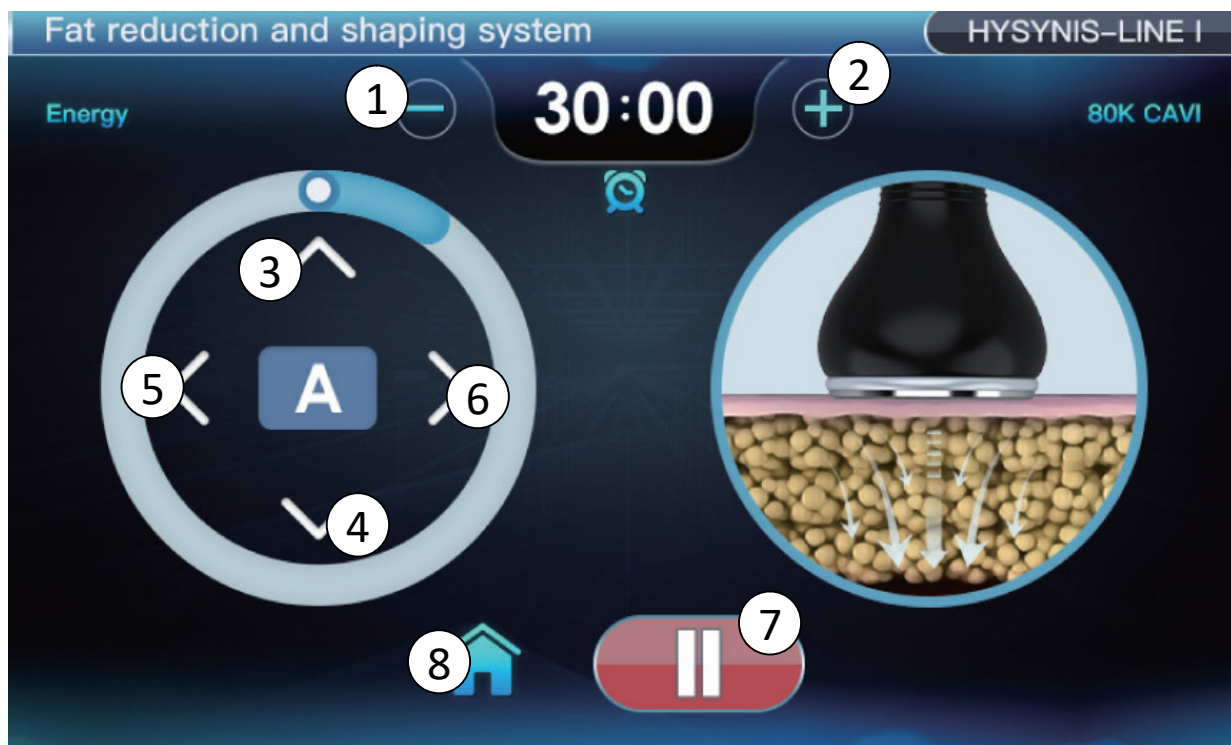 Fat reduction and shaping system HYSYNIS-LINE I
1 30:00 2
Energy 80K CAVI
3
5 A 6
4
8 7